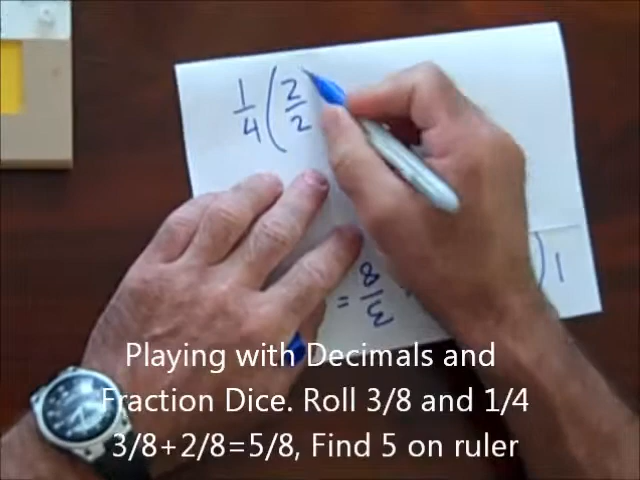 1/4 ( 2/2
= 3/8
) 1
Playing with Decimals and
Fraction Dice. Roll 3/8 and 1/4
3/8+2/8=5/8, Find 5 on ruler